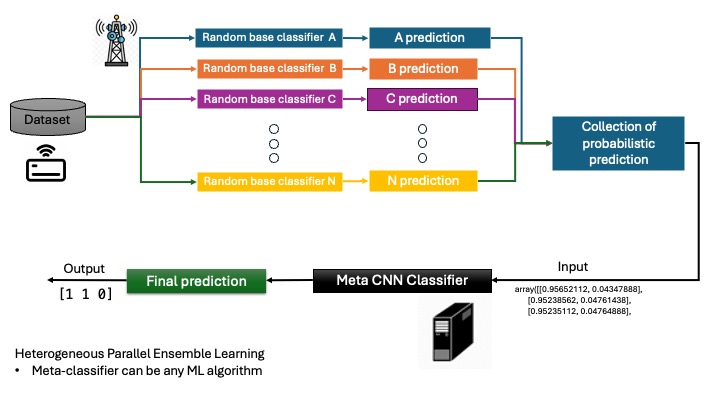 Random base classifier A
A prediction
Random base classifier B
B prediction
Random base classifier C
C prediction
Dataset
Collection of
probabilistic
prediction
Random base classifier N
N prediction
Output
Final prediction
Meta CNN Classifier
Input
[1 1 0]
array([[0.95652112, 0.04347888],
[0.95238562, 0.04761438],
[0.95235112, 0.04764888],
Heterogeneous Parallel Ensemble Learning
• Meta-classifier can be any ML algorithm